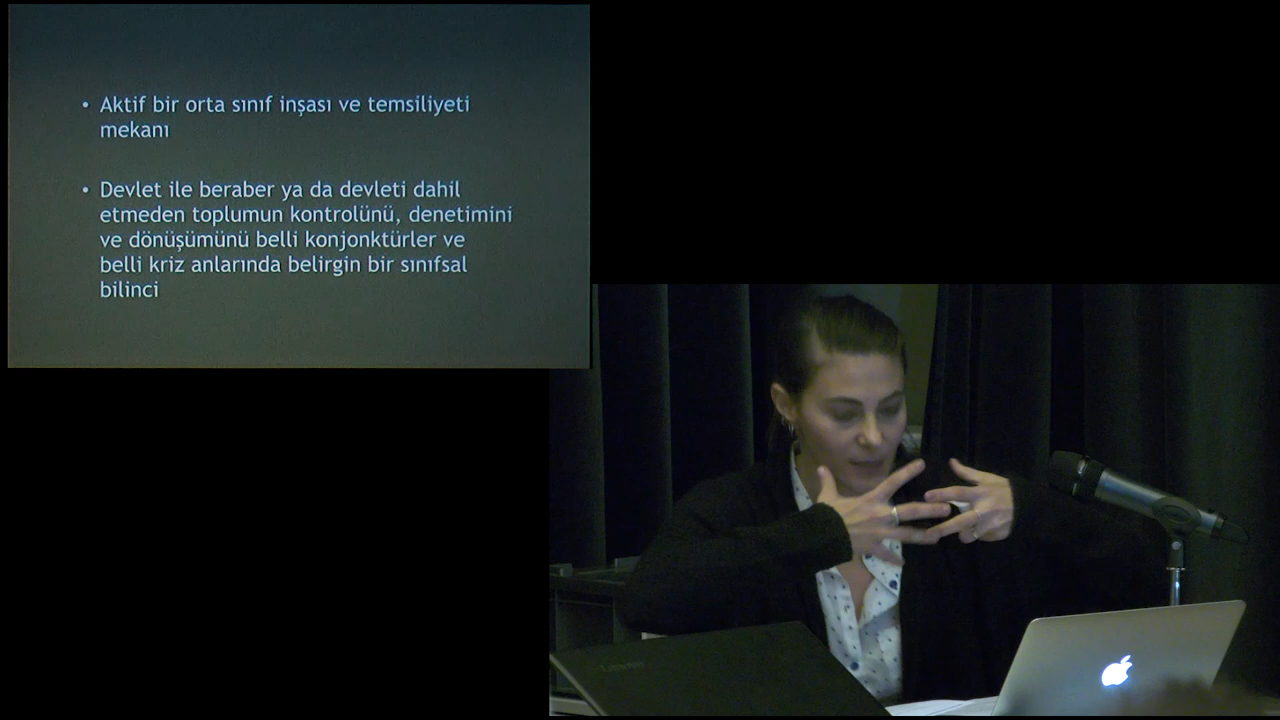 • Aktif bir orta sınıf inşası ve temsiliyeti
mekanı
• Devlet ile beraber ya da devleti dahil
etmeden toplumun kontrolünü, denetimini
ve dönüşümünü belli konjonktürler ve
belli kriz anlarında belirgin bir sınıfsal
bilinci